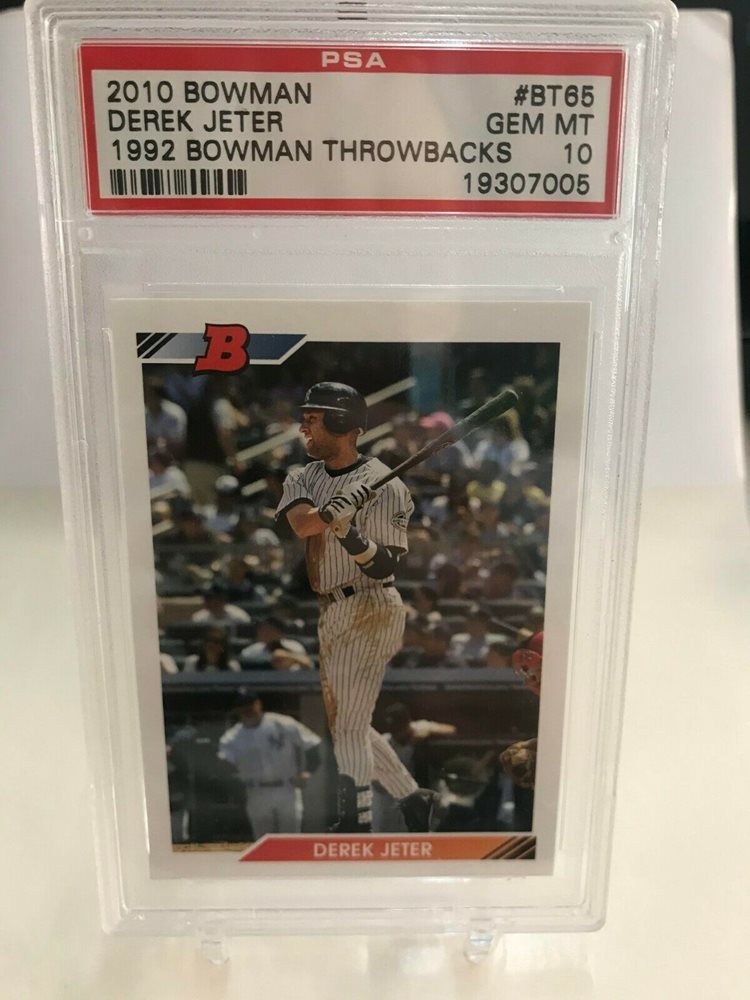 PSA
2010 BOWMAN #BT65
DEREK JETER GEM MT
1992 BOWMAN THROWBACKS 10
19307005
B
DEREK JETER